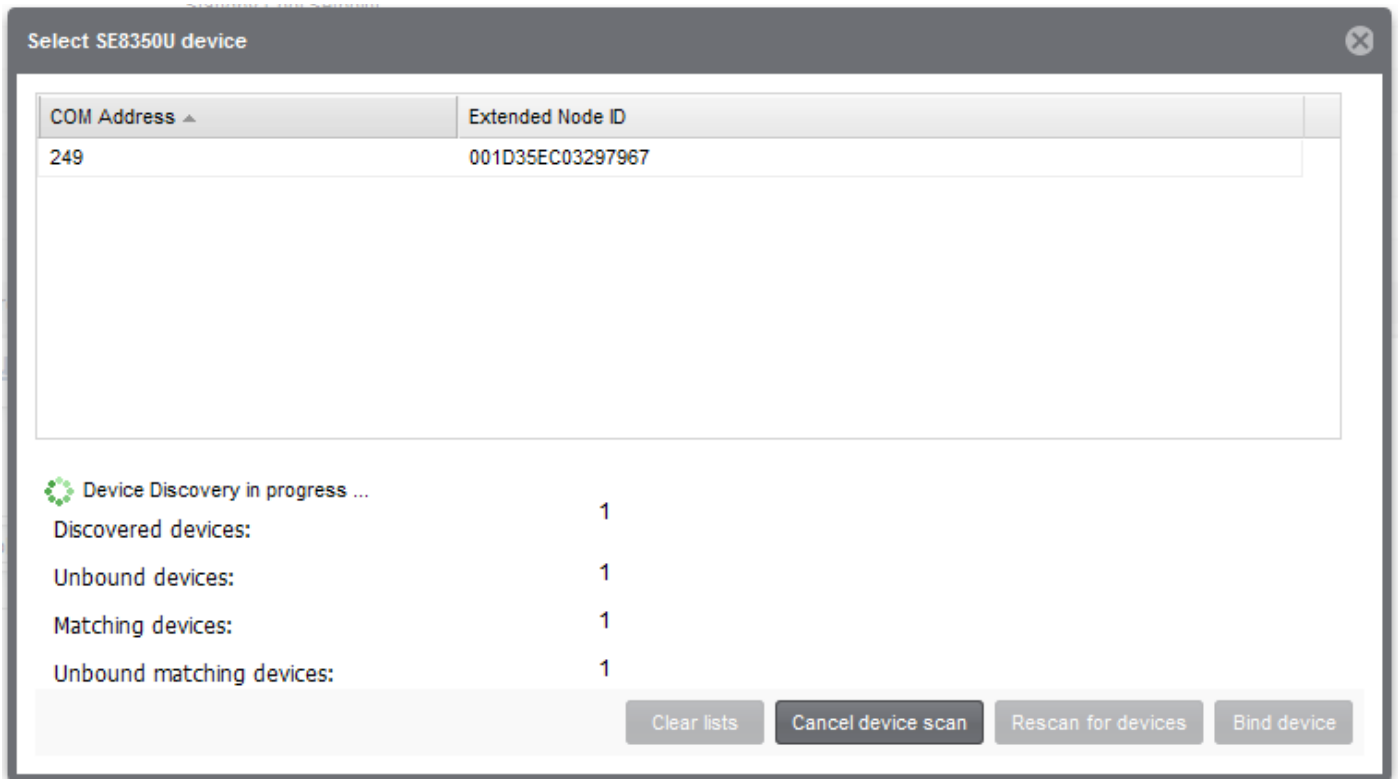 Select SE8350U device
COM Address Extended Node ID
249 001D35EC03297967
Device Discovery in progress ...
Discovered devices: 1
Unbound devices: 1
Matching devices: 1
Unbound matching devices: 1
Clear lists Cancel device scan Rescan for devices Bind device